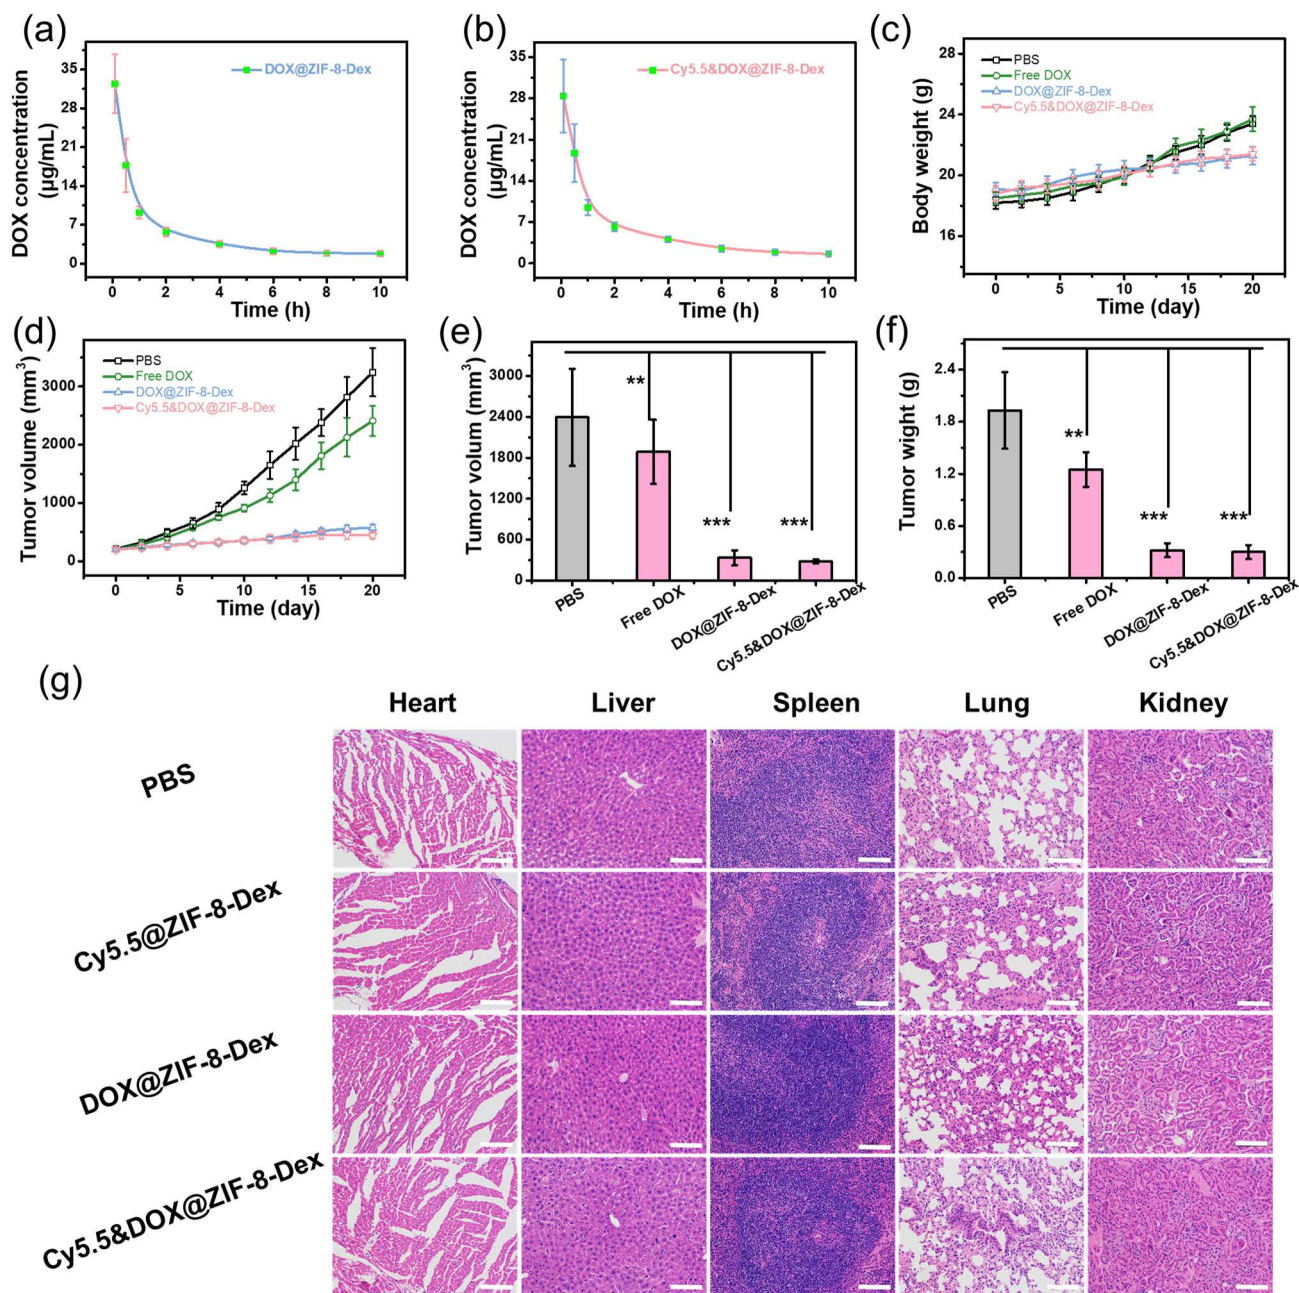 (a)
DOX concentration
(μg/mL)
35
28
21
14
7
0
DOX@ZIF-8-Dex
0 2 4 6 8 10
Time (h)
(b)
DOX concentration
(μg/mL)
35
28
21
14
7
0
Cy5.5&DOX@ZIF-8-Dex
0 2 4 6 8 10
Time (h)
(c)
Body weight (g)
28
24
20
16
PBS
Free DOX
DOX@ZIF-8-Dex
Cy5.5&DOX@ZIF-8-Dex
0 5 10 15 20
Time (day)
(d)
Tumor volume (mm3)
3000
2000
1000
0
PBS
Free DOX
DOX@ZIF-8-Dex
Cy5.5&DOX@ZIF-8-Dex
0 5 10 15 20
Time (day)
(e)
Tumor volum (mm3)
3000
2400
1800
1200
600
0
**
***
***
PBS
Free DOX
DOX@ZIF-8-Dex
Cy5.5&DOX@ZIF-8-Dex
(f)
Tumor wight (g)
2.4
1.8
1.2
0.6
0.0
**
***
***
PBS
Free DOX
DOX@ZIF-8-Dex
Cy5.5&DOX@ZIF-8-Dex
(g)
Heart Liver Spleen Lung Kidney
PBS
Cy5.5@ZIF-8-Dex
DOX@ZIF-8-Dex
Cy5.5&DOX@ZIF-8-Dex